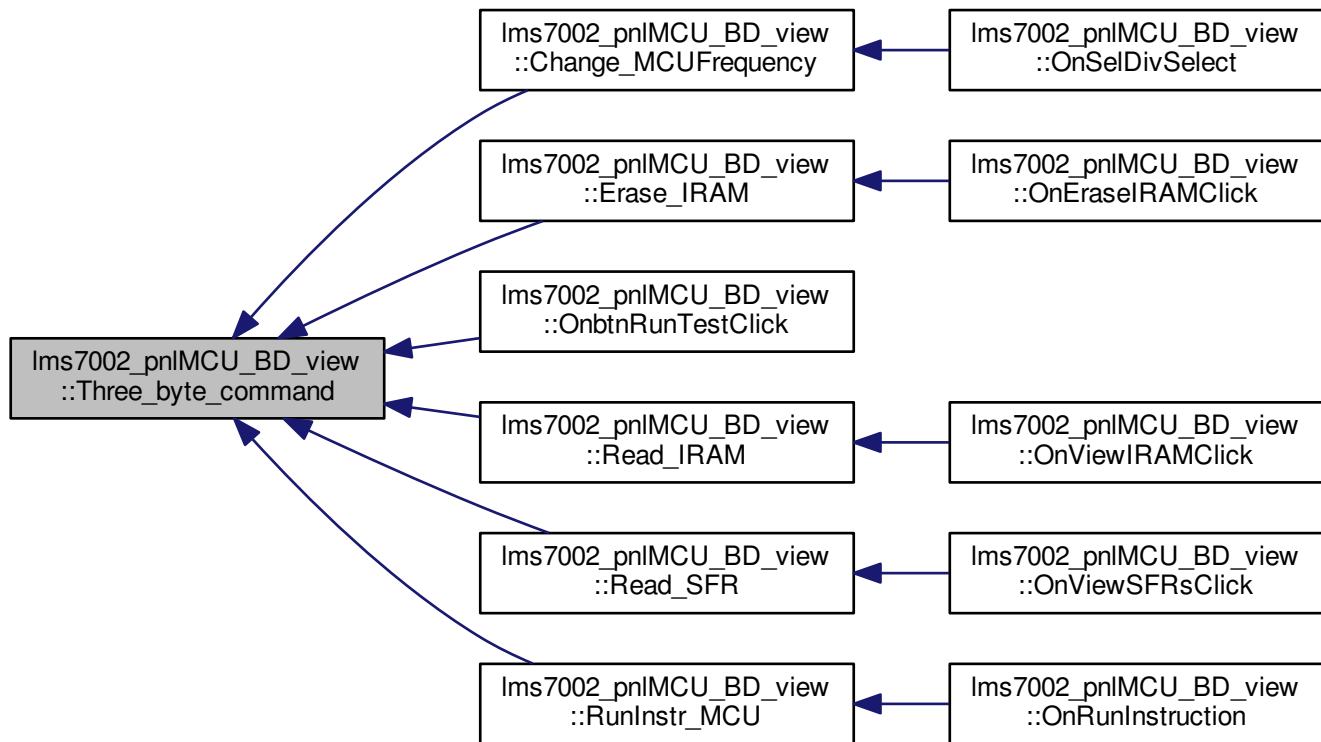 lms7002_pnlMCU_BD_view
::Change_MCUFrequency
lms7002_pnlMCU_BD_view
::OnSelDivSelect
lms7002_pnlMCU_BD_view
::Erase_IRAM
lms7002_pnlMCU_BD_view
::OnEraseIRAMClick
lms7002_pnlMCU_BD_view
::OnbtnRunTestClick
lms7002_pnlMCU_BD_view
::Three_byte_command
lms7002_pnlMCU_BD_view
::Read_IRAM
lms7002_pnlMCU_BD_view
::OnViewIRAMClick
lms7002_pnlMCU_BD_view
::Read_SFR
lms7002_pnlMCU_BD_view
::OnViewSFRsClick
lms7002_pnlMCU_BD_view
::RunInstr_MCU
lms7002_pnlMCU_BD_view
::OnRunInstruction